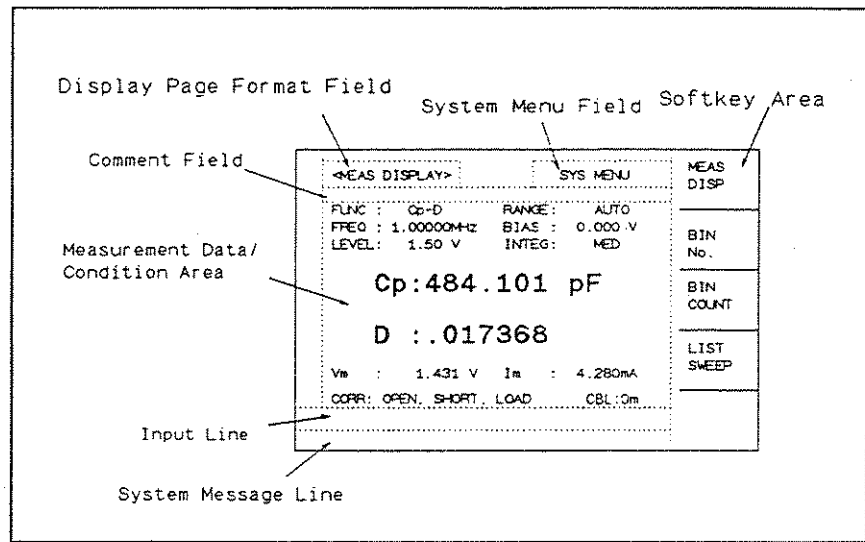 Display Page Format Field
System Menu Field
Softkey Area
Comment Field
<MEAS DISPLAY>
SYS MENU
MEAS
DISP
FUNC : Cp-D RANGE: AUTO
FREQ : 1.00000MHz BIAS : 0.000 V
LEVEL: 1.50 V INTEG: MED
BIN
No.
Measurement Data/
Condition Area
Cp:484.101 pF
BIN
COUNT
D :.017368
LIST
SWEEP
Vm : 1.431 V Im : 4.280mA
CORR: OPEN, SHORT, LOAD CBL:0m
Input Line
System Message Line